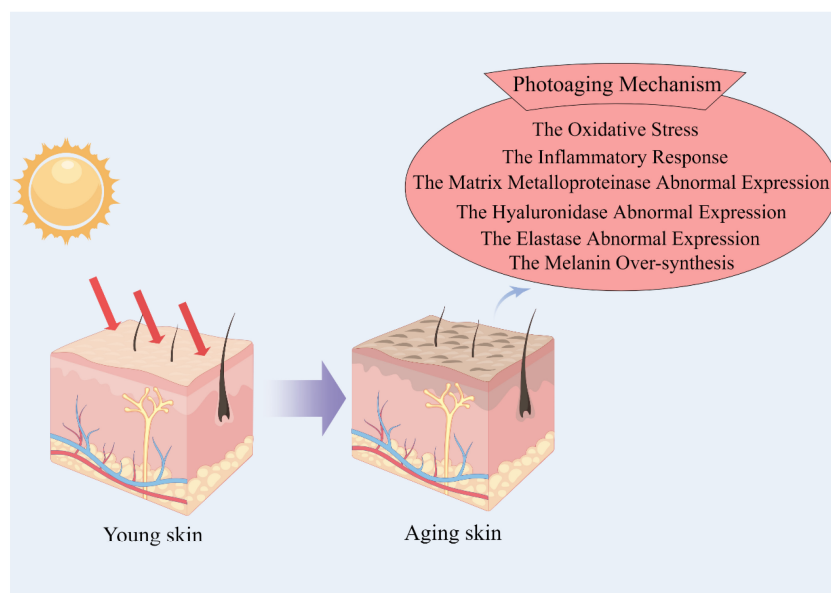 Photoaging Mechanism
The Oxidative Stress
The Inflammatory Response
The Matrix Metalloproteinase Abnormal Expression
The Hyaluronidase Abnormal Expression
The Elastase Abnormal Expression
The Melanin Over-synthesis
Young skin
Aging skin